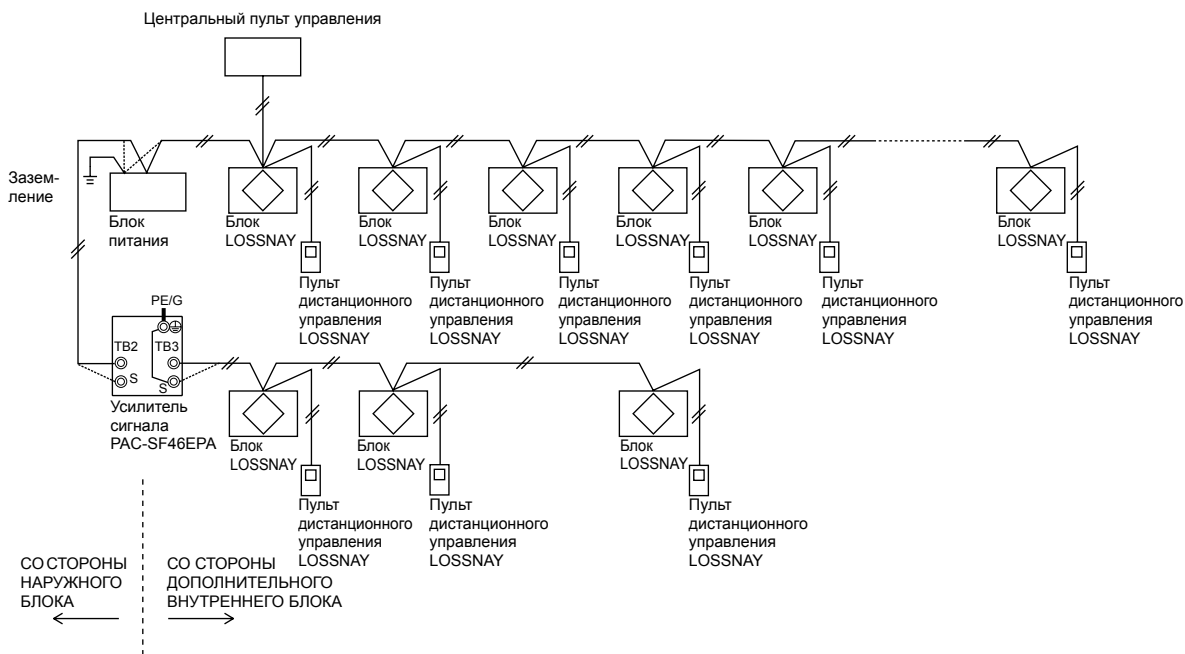 Центральный пульт управления
Зазем-
ление
Блок
питания
Блок
LOSSNAY
Блок
LOSSNAY
Блок
LOSSNAY
Блок
LOSSNAY
Блок
LOSSNAY
Блок
LOSSNAY
Пульт
дистанционного
управления
LOSSNAY
Пульт
дистанционного
управления
LOSSNAY
Пульт
дистанционного
управления
LOSSNAY
Пульт
дистанционного
управления
LOSSNAY
Пульт
дистанционного
управления
LOSSNAY
Пульт
дистанционного
управления
LOSSNAY
PE/G
TB2
TB3
S
S
Усилитель
сигнала
PAC-SF46EPA
Блок
LOSSNAY
Блок
LOSSNAY
Блок
LOSSNAY
Пульт
дистанционного
управления
LOSSNAY
Пульт
дистанционного
управления
LOSSNAY
Пульт
дистанционного
управления
LOSSNAY
СО СТОРОНЫ
НАРУЖНОГО
БЛОКА
СО СТОРОНЫ
ДОПОЛНИТЕЛЬНОГО
ВНУТРЕННЕГО БЛОКА